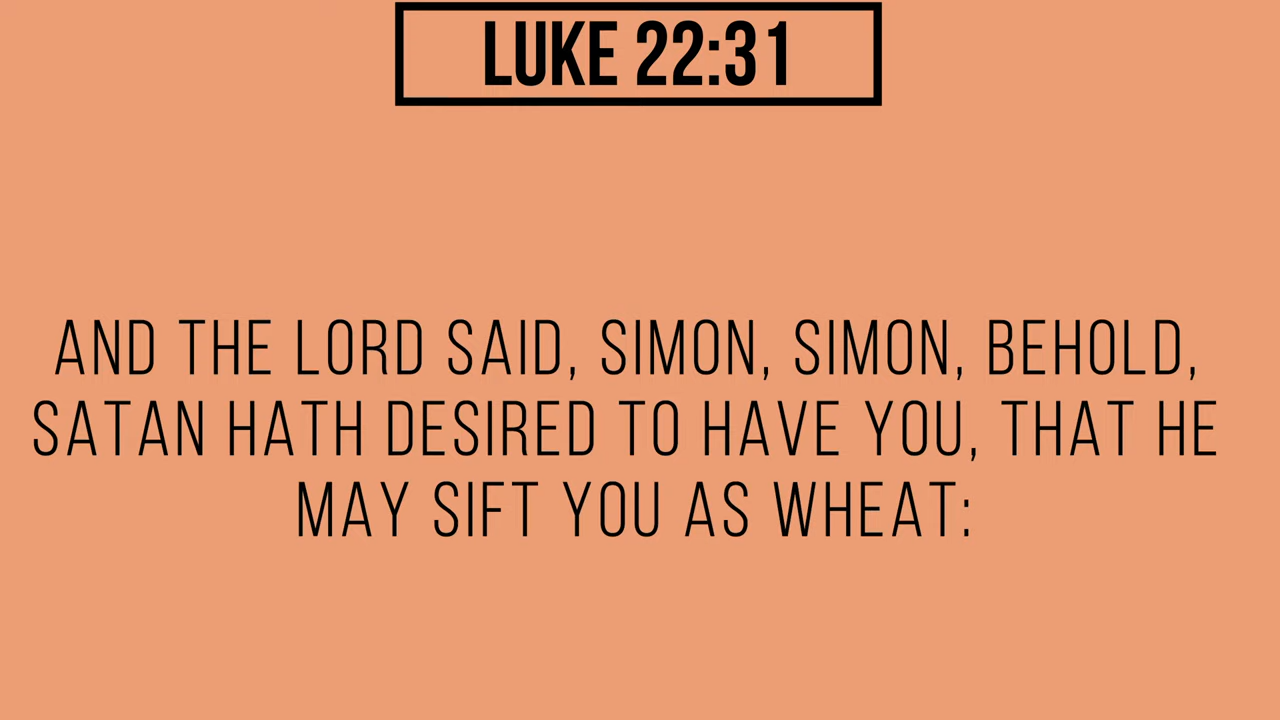 LUKE 22:31
AND THE LORD SAID, SIMON, SIMON, BEHOLD,
SATAN HATH DESIRED TO HAVE YOU, THAT HE
MAY SIFT YOU AS WHEAT: